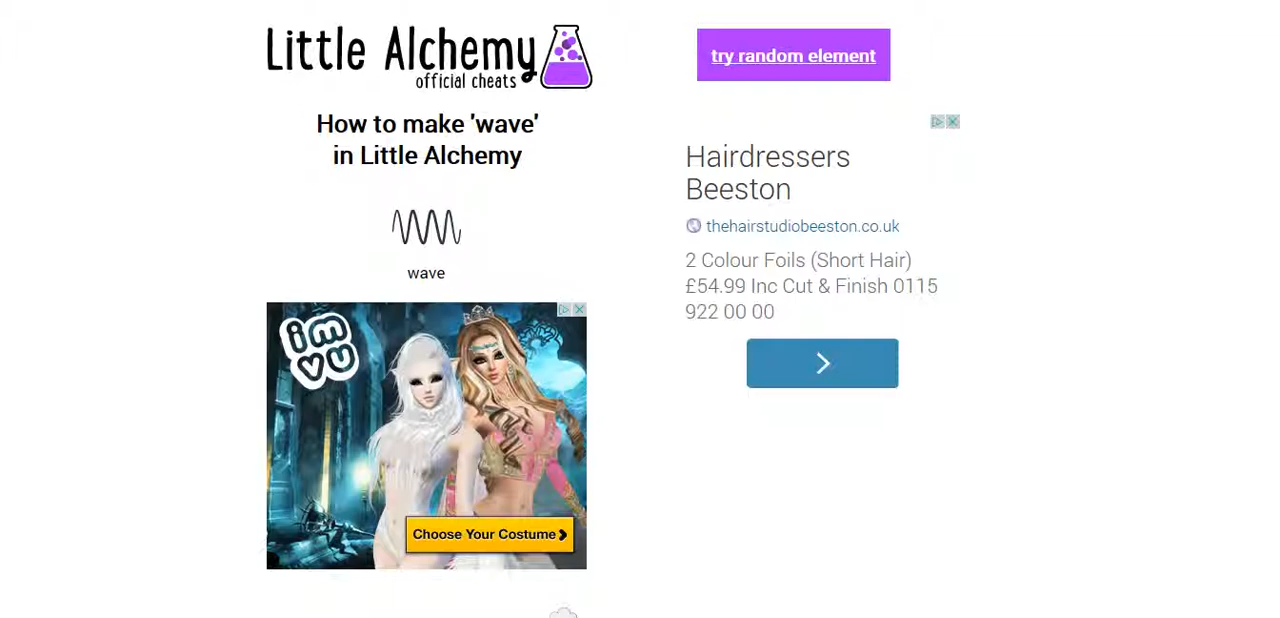 Little Alchemy
official cheats
try random element
How to make 'wave'
in Little Alchemy
wave
Hairdressers
Beeston
thehairstudiobeeston.co.uk
2 Colour Foils (Short Hair)
£54.99 Inc Cut & Finish 0115
922 00 00
imvu
Choose Your Costume